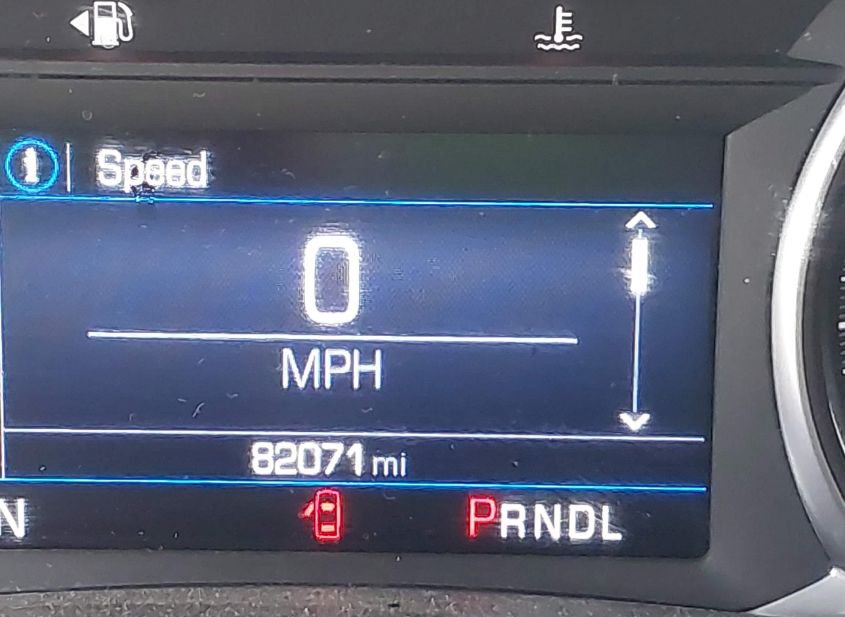 i | Speed
0
MPH
82071 mi
N PRNDL